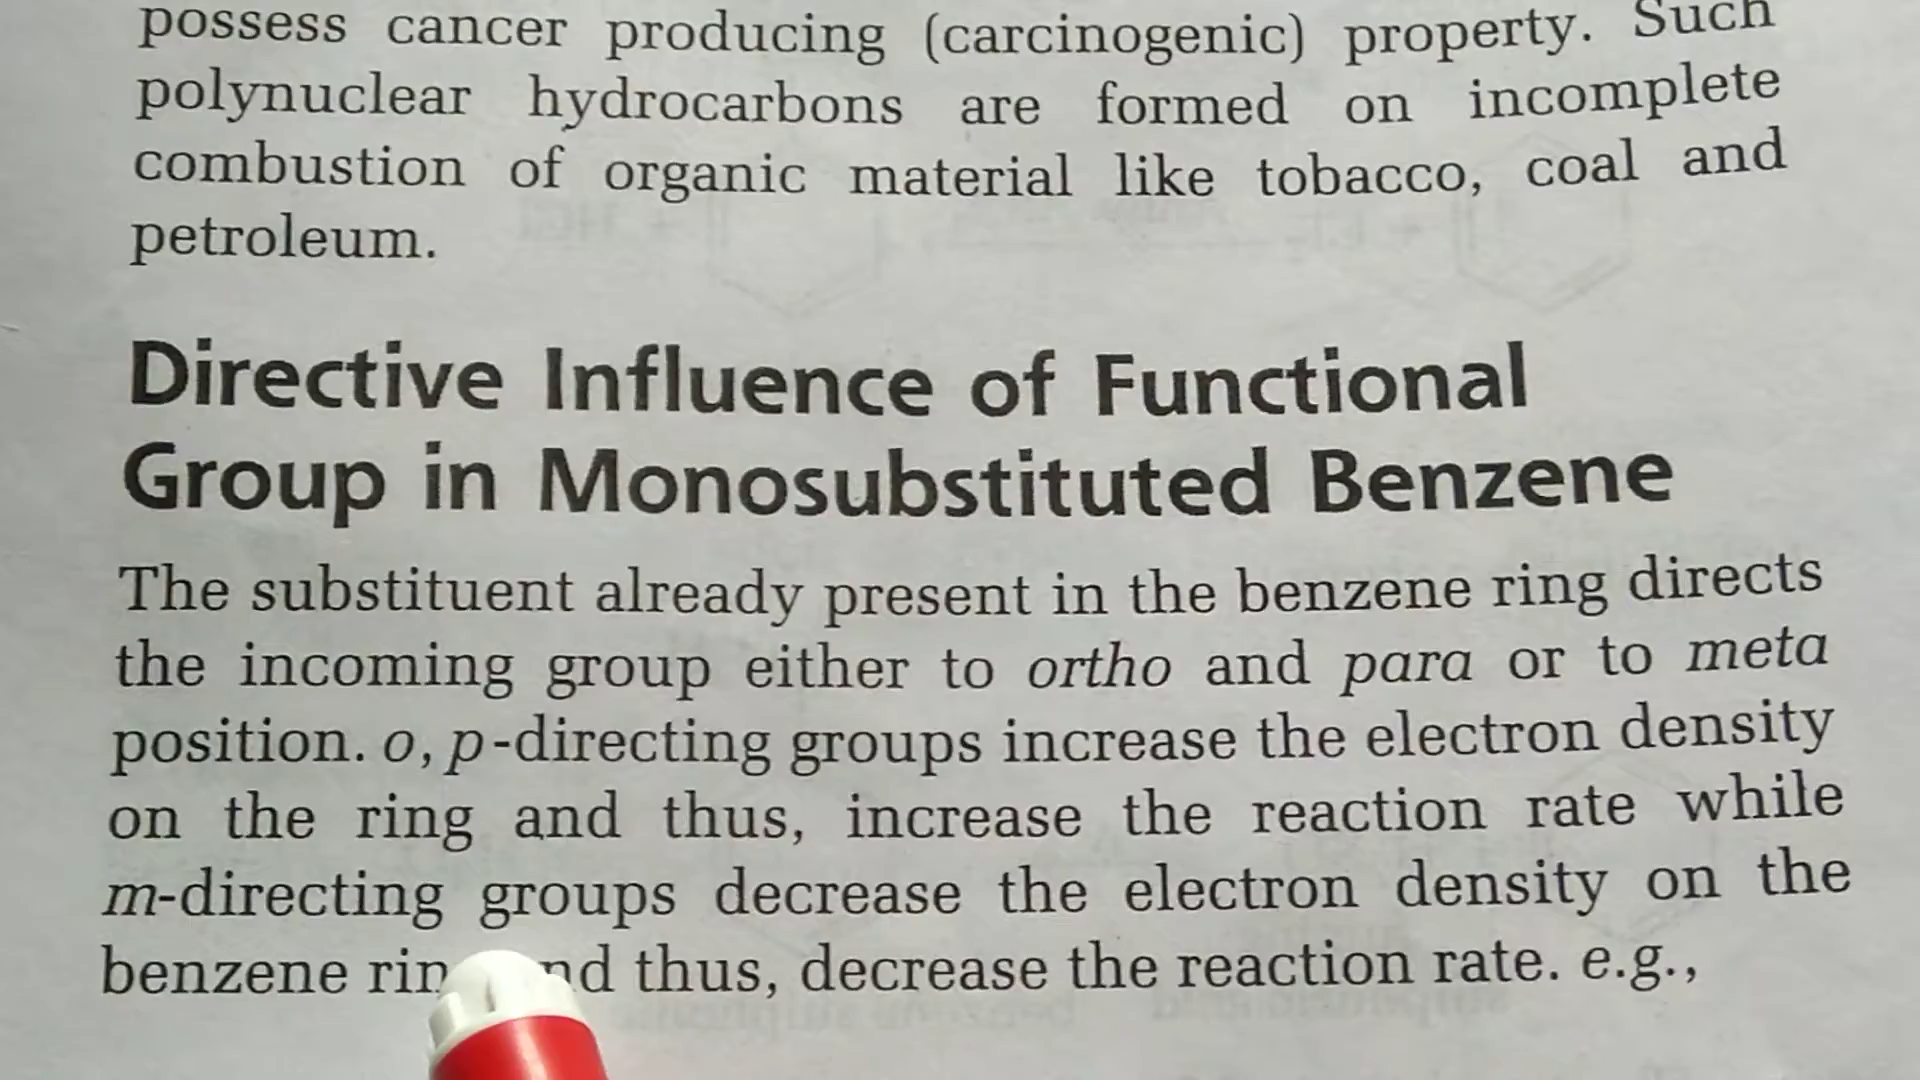 possess cancer producing (carcinogenic) property. Such
polynuclear hydrocarbons are formed on incomplete
combustion of organic material like tobacco, coal and
petroleum.
Directive Influence of Functional
Group in Monosubstituted Benzene
The substituent already present in the benzene ring directs
the incoming group either to ortho and para or to meta
position. o, p-directing groups increase the electron density
on the ring and thus, increase the reaction rate while
m-directing groups decrease the electron density on the
benzene thus, decrease the reaction rate. e.g.,